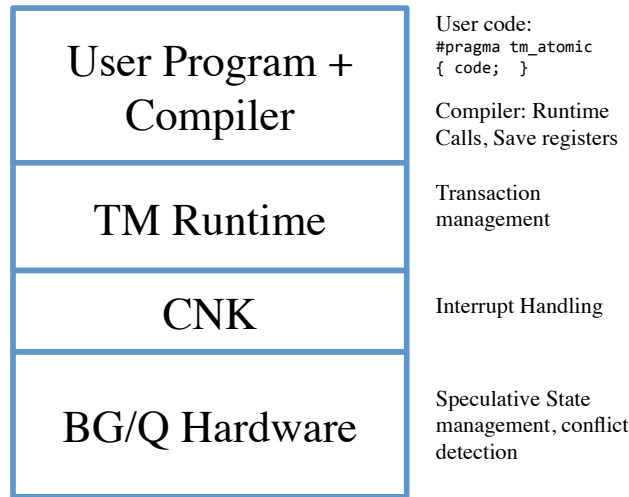 User Program +
Compiler
User code:
#pragma tm_atomic
{ code;  }
Compiler: Runtime
Calls, Save registers
TM Runtime
Transaction
management
CNK
Interrupt Handling
BG/Q Hardware
Speculative State
management, conflict
detection